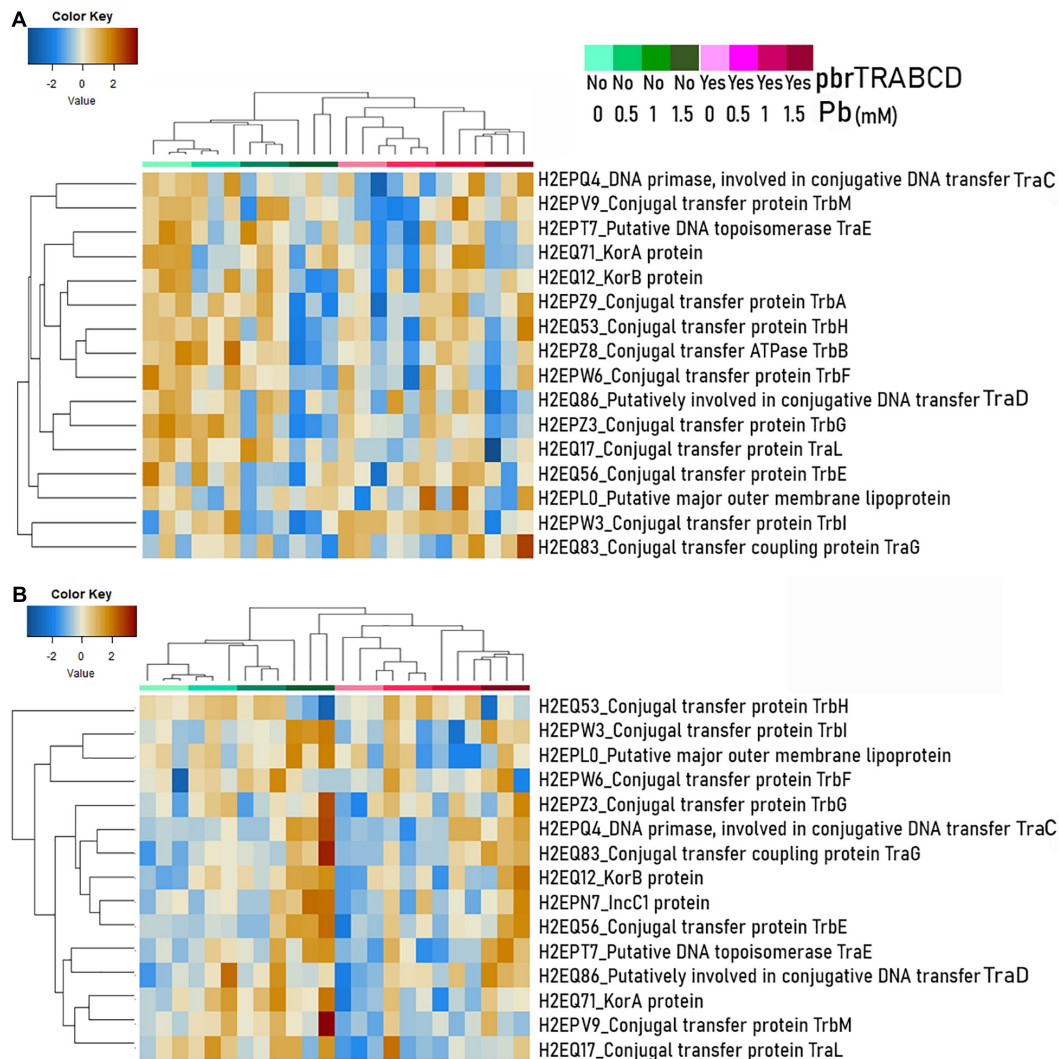 A
Color Key
-2 0 2
Value
No No No No Yes Yes Yes Yes pbrTRABCD
0 0.5 1 1.5 0 0.5 1 1.5 Pb (mM)
H2EPQ4_DNA primase, involved in conjugative DNA transfer TraC
H2EPV9_Conjugal transfer protein TrbM
H2EPT7_Putative DNA topoisomerase TraE
H2EQ71_KorA protein
H2EQ12_KorB protein
H2EPZ9_Conjugal transfer protein TrbA
H2EQ53_Conjugal transfer protein TrbH
H2EPZ8_Conjugal transfer ATPase TrbB
H2EPW6_Conjugal transfer protein TrbF
H2EQ86_Putatively involved in conjugative DNA transfer TraD
H2EPZ3_Conjugal transfer protein TrbG
H2EQ17_Conjugal transfer protein TraL
H2EQ56_Conjugal transfer protein TrbE
H2EPL0_Putative major outer membrane lipoprotein
H2EPW3_Conjugal transfer protein TrbI
H2EQ83_Conjugal transfer coupling protein TraG
B
Color Key
-2 0 2
Value
H2EQ53_Conjugal transfer protein TrbH
H2EPW3_Conjugal transfer protein TrbI
H2EPL0_Putative major outer membrane lipoprotein
H2EPW6_Conjugal transfer protein TrbF
H2EPZ3_Conjugal transfer protein TrbG
H2EPQ4_DNA primase, involved in conjugative DNA transfer TraC
H2EQ83_Conjugal transfer coupling protein TraG
H2EQ12_KorB protein
H2EPN7_IncC1 protein
H2EQ56_Conjugal transfer protein TrbE
H2EPT7_Putative DNA topoisomerase TraE
H2EQ86_Putatively involved in conjugative DNA transfer TraD
H2EQ71_KorA protein
H2EPV9_Conjugal transfer protein TrbM
H2EQ17_Conjugal transfer protein TraL